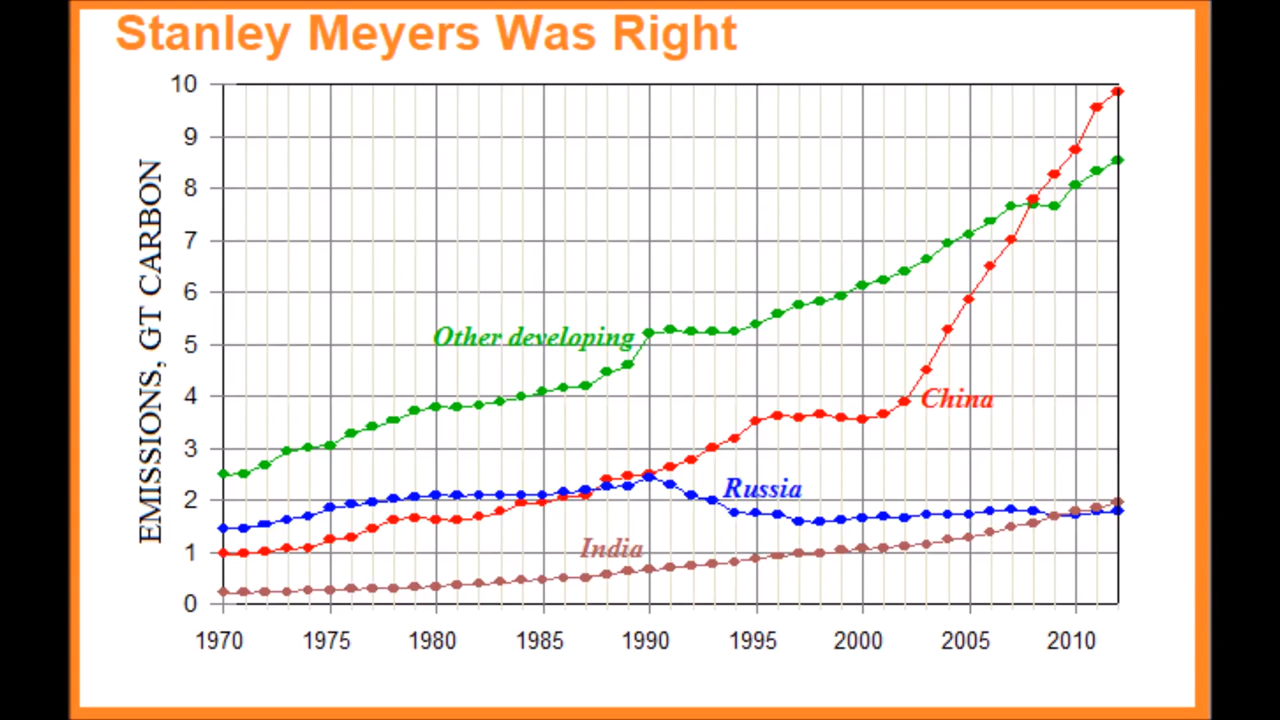 Stanley Meyers Was Right
10
9
8
7
6
5
4
3
2
1
0
EMISSIONS, GT CARBON
Other developing
China
Russia
India
1970 1975 1980 1985 1990 1995 2000 2005 2010